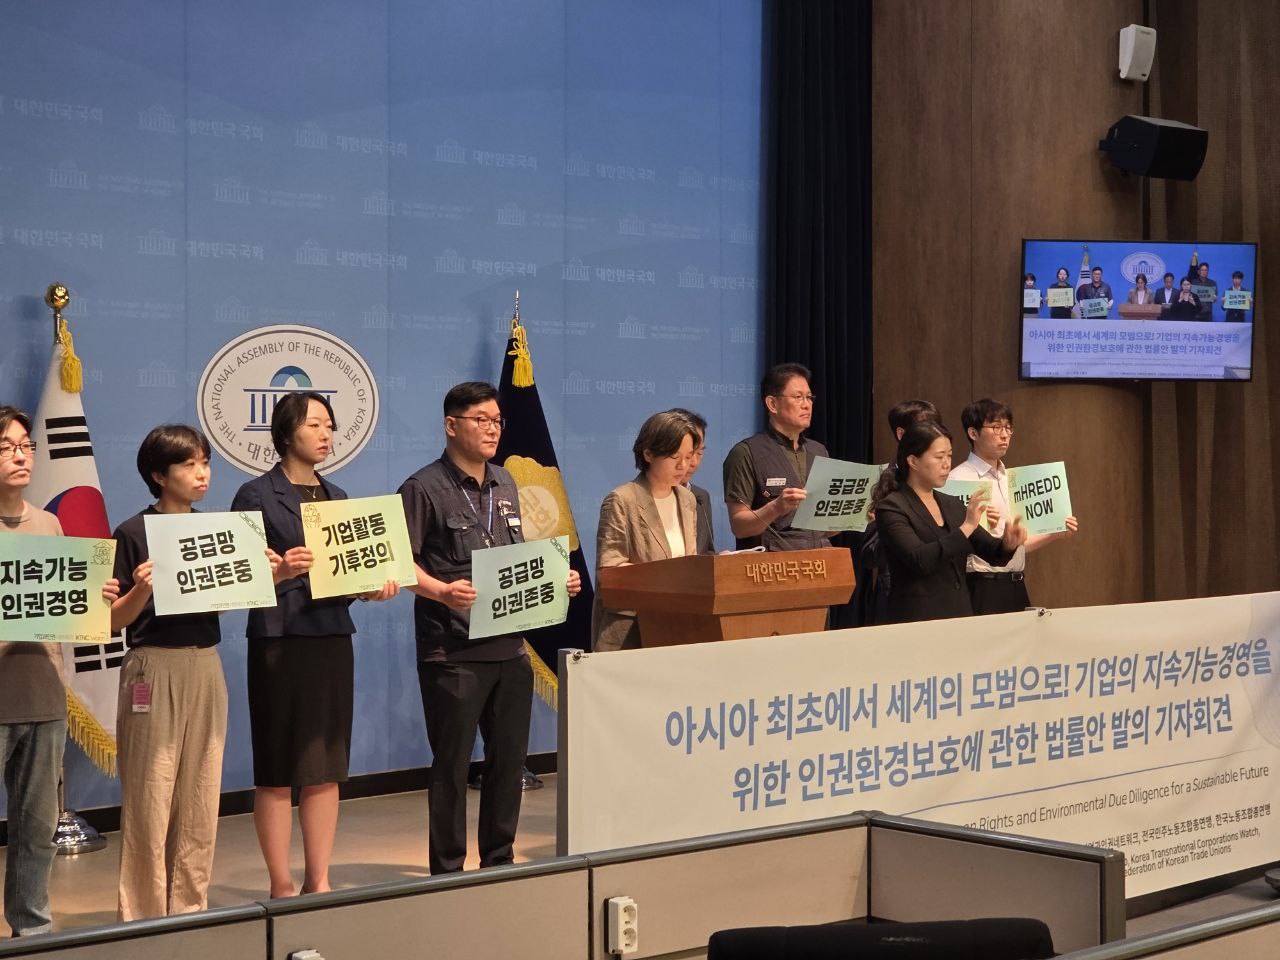 대한민국국회
THE NATIONAL ASSEMBLY OF THE REPUBLIC OF KOREA
대한민국국회
아시아 최초에서 세계의 모범으로! 기업의 지속가능경영을
위한 인권환경보호에 관한 법률안 발의 기자회견
지속가능
인권경영
공급망
인권존중
KTNC Watch
기업활동
기후정의
공급망
인권존중
KTNC Watch
공급망
인권존중
mHREDD
NOW
대한민국국회
아시아 최초에서 세계의 모범으로! 기업의 지속가능경영을
위한 인권환경보호에 관한 법률안 발의 기자회견
Rights and Environmental Due Diligence for a Sustainable Future
전국민주노동조합총연맹, 한국노동조합총연맹
Korea Transnational Corporations Watch,
Federation of Korean Trade Unions